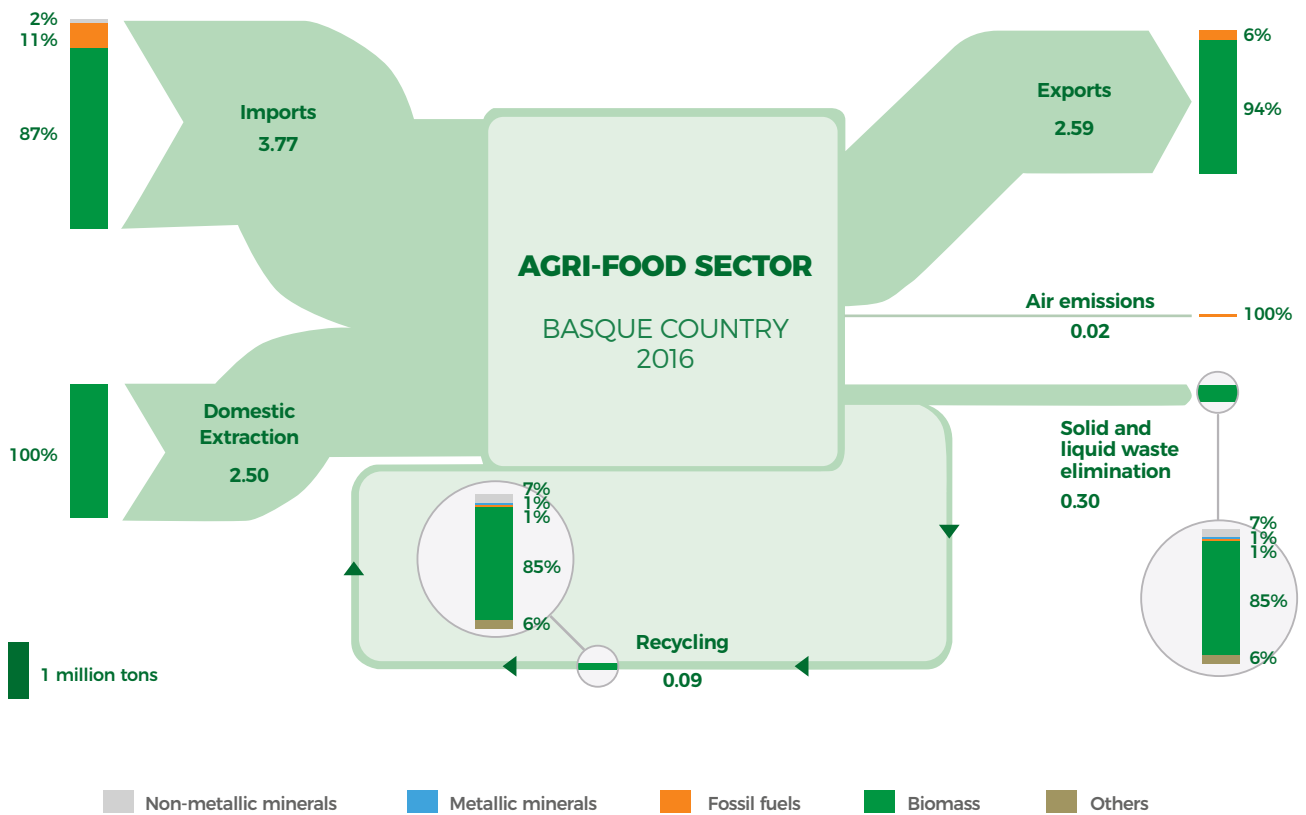 2%
11%
87%
Imports
3.77
Exports
2.59
6%
94%
AGRI-FOOD SECTOR
BASQUE COUNTRY
2016
Air emissions
0.02
100%
Domestic
Extraction
2.50
100%
Solid and
liquid waste
elimination
0.30
7%
1%
1%
85%
6%
7%
1%
1%
85%
6%
Recycling
0.09
1 million tons
Non-metallic minerals
Metallic minerals
Fossil fuels
Biomass
Others